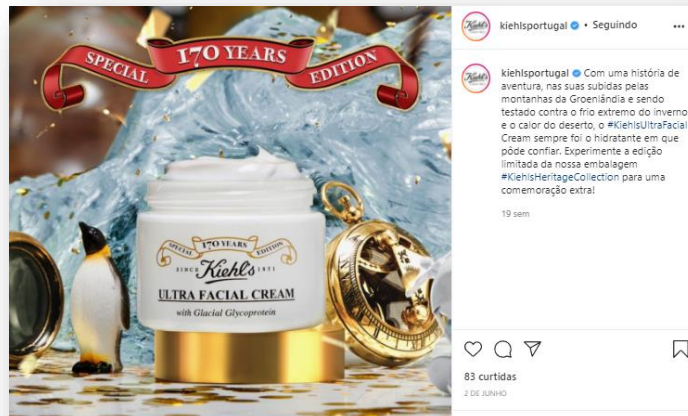 SPECIAL 170 YEARS EDITION
SPECIAL 170 YEARS EDITION
SINCE Kiehl's 1851
ULTRA FACIAL CREAM
with Glacial Glycoprotein
kiehlsportugal • Seguindo
kiehlsportugal Com uma história de
aventura, nas suas subidas pelas
montanhas da Groenlândia e sendo
testado contra o frio extremo do inverno
e o calor do deserto, o #KiehlsUltraFacial
Cream sempre foi o hidratante em que
pôde confiar. Experimente a edição
limitada da nossa embalagem
#KiehlsHeritageCollection para uma
comemoração extra!
19 sem
83 curtidas
2 DE JUNHO